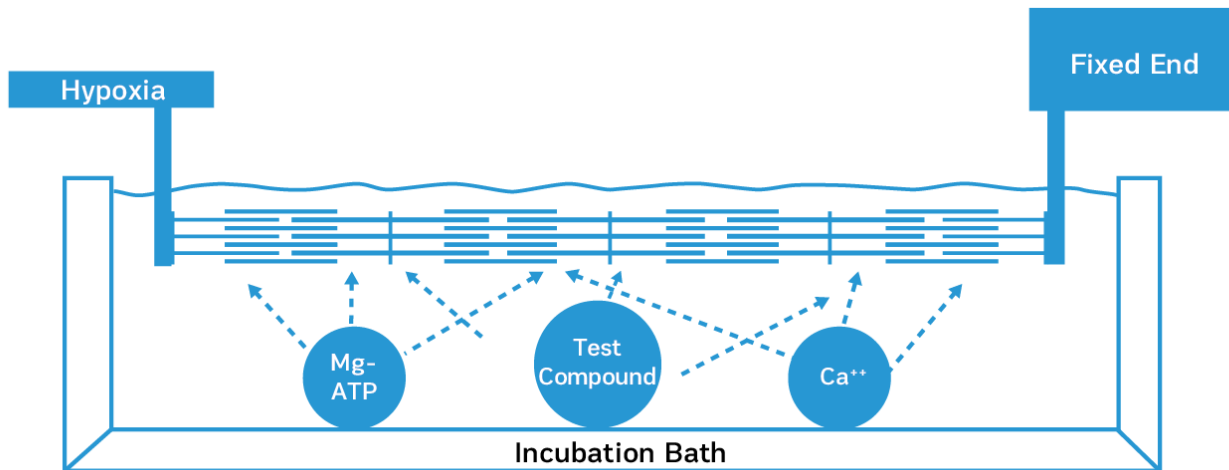 Hypoxia
Fixed End
Mg-
ATP
Test
Compound
Ca⁺⁺
Incubation Bath